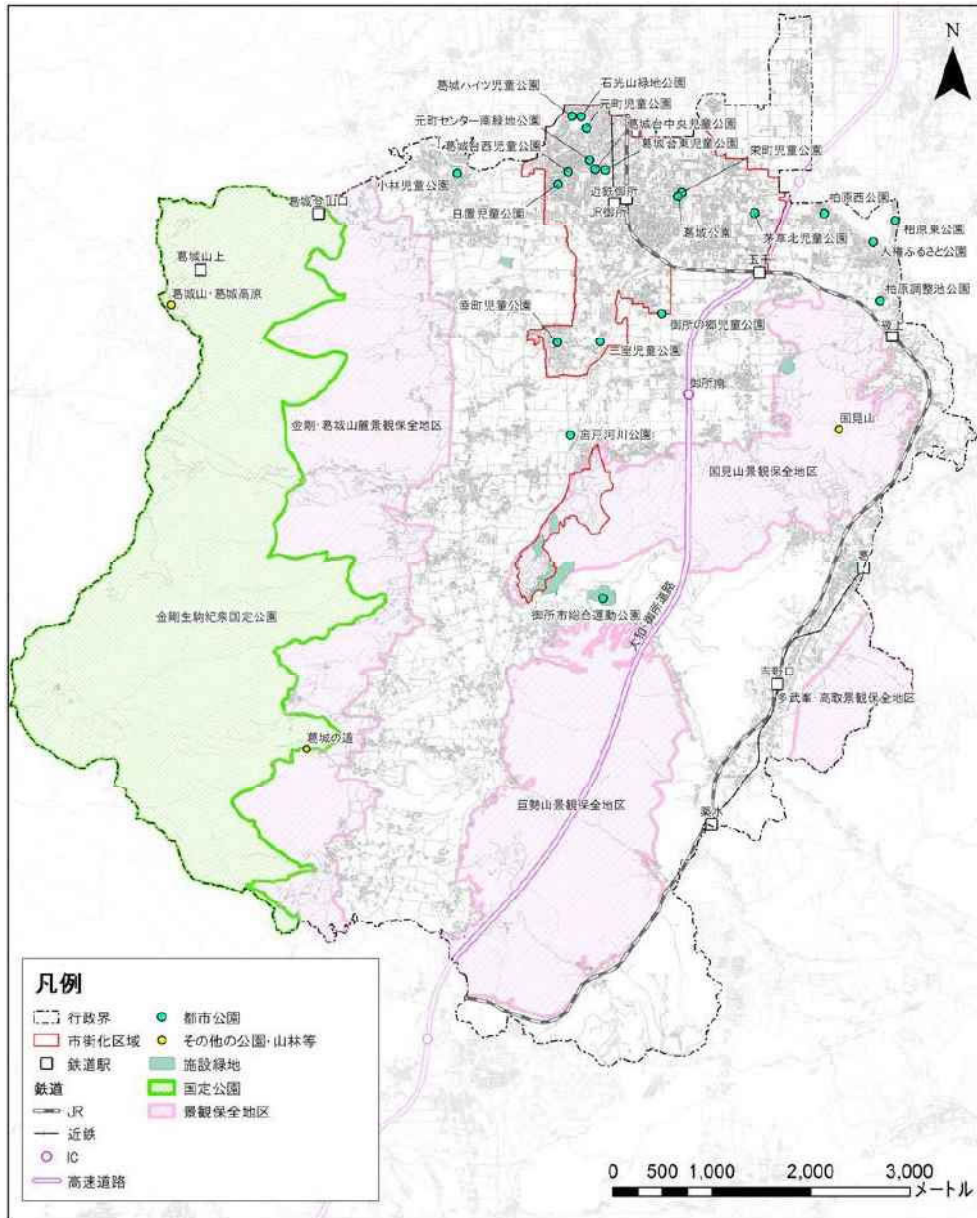 N
葛城ハイツ児童公園
石光山緑地公園
元町児童公園
元町センター南緑地公園
葛城台中央児童公園
葛城台西児童公園
葛城台東児童公園
栄町児童公園
小林児童公園
日置児童公園
近鉄御所
JR御所
葛城公園
茅草北児童公園
柏原西公園
柏原東公園
人権ふるさと公園
柏原調整池公園
葛城登山口
葛城山上
葛城山・葛城高原
玉手
掖上
幸町児童公園
御所の郷児童公園
三室児童公園
御所南
国見山
金剛・葛城山麓景観保全地区
宮戸河川公園
国見山景観保全地区
葛
金剛生駒紀泉国定公園
御所市総合運動公園
大和・御所道路
吉野口
多武峯・高取景観保全地区
葛城の道
巨勢山景観保全地区
薬水
凡例
行政界
都市公園
市街化区域
その他の公園・山林等
鉄道駅
施設緑地
鉄道
国定公園
JR
景観保全地区
近鉄
IC
高速道路
0 500 1,000 2,000 3,000
メートル